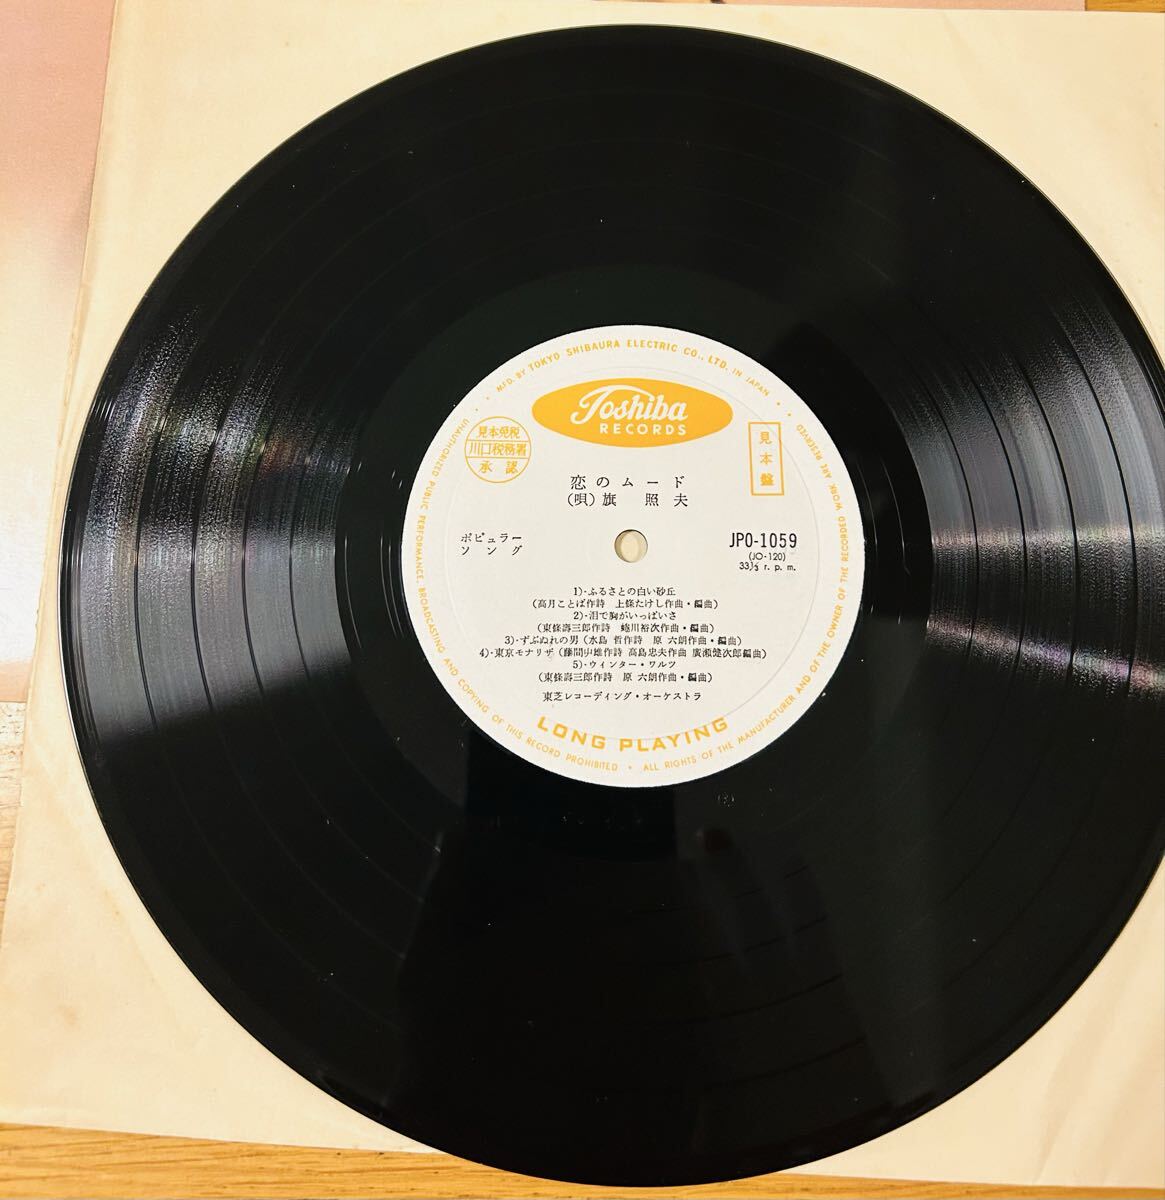 MFD. BY TOKYO SHIBAURA ELECTRIC CO., LTD. IN JAPAN
Toshiba
RECORDS
見本免税
川口税務署
承認
見本盤
恋のムード
(唄)旗 照夫
ポピュラー
ソング
JPO-1059
(JO-120)
33⅓ r.p.m.
1)・ふるさとの白い砂丘
(高月ことば作詩 上條たけし作曲・編曲)
2)・泪で胸がいっぱいさ
(東條壽三郎作詩 蜷川裕次作曲・編曲)
3)・ずぶぬれの男(水島 哲作詩 原 六朗作曲・編曲)
4)・東京モナリザ(藤間中雄作詩 高島忠夫作曲 廣瀬健次郎編曲)
5)・ウィンター・ワルツ
(東條壽三郎作詩 原 六朗作曲・編曲)
東芝レコーディング・オーケストラ
LONG PLAYING
UNAUTHORIZED PUBLIC PERFORMANCE, BROADCASTING AND COPYING OF THIS RECORD PROHIBITED • ALL RIGHTS OF THE MANUFACTURER AND OF THE OWNER OF THE RECORDED WORK ARE RESERVED